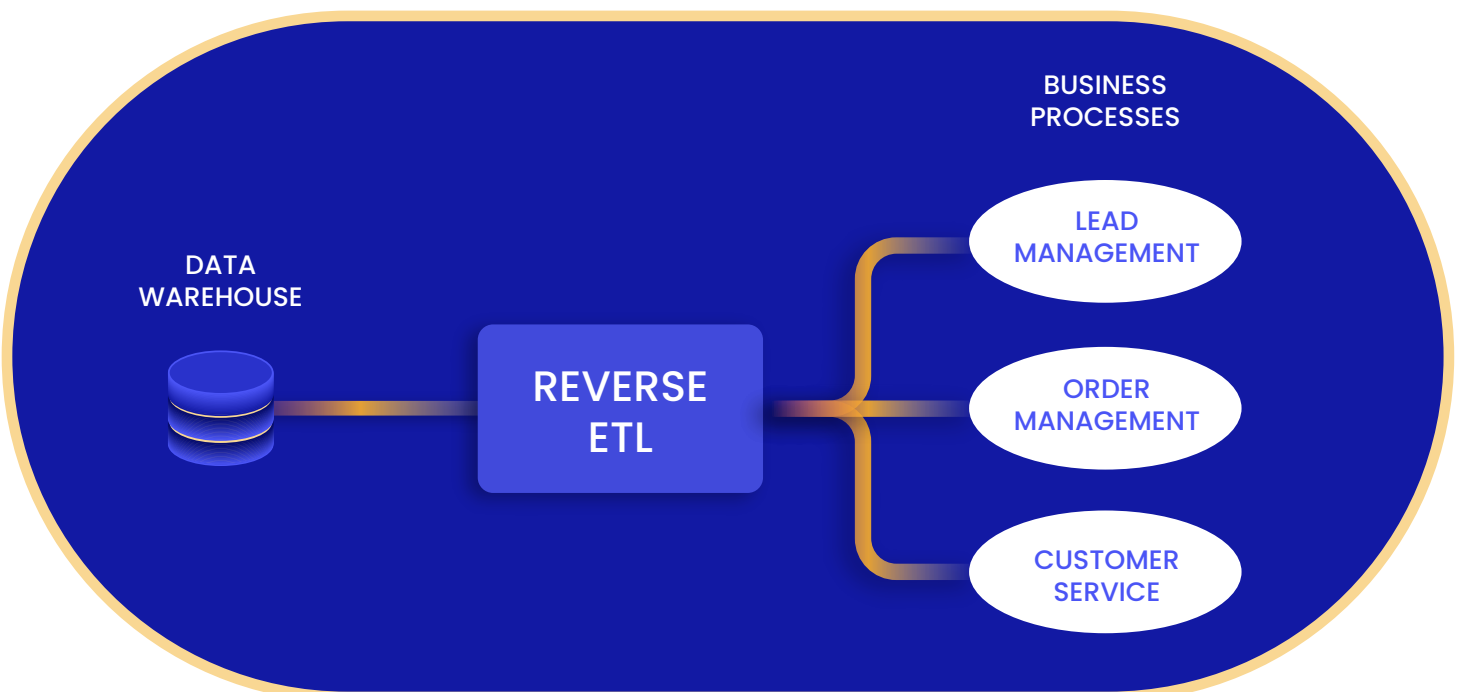 DATA
WAREHOUSE
REVERSE
ETL
BUSINESS
PROCESSES
LEAD
MANAGEMENT
ORDER
MANAGEMENT
CUSTOMER
SERVICE